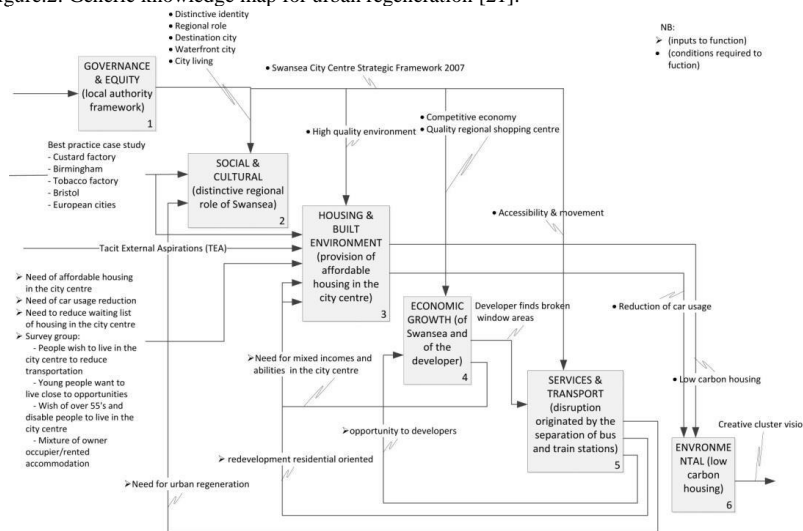 Figure.2. Generic knowledge map for urban regeneration [21].
• Distinctive identity
• Regional role
• Destination city
• Waterfront city
• City living
NB:
➢ (inputs to function)
• (conditions required to
fuction)
• Swansea City Centre Strategic Framework 2007
GOVERNANCE
& EQUITY
(local authority
framework)
1
• Competitive economy
• Quality regional shopping centre
• High quality environment
Best practice case study
- Custard factory
- Birmingham
- Tobacco factory
- Bristol
- European cities
SOCIAL &
CULTURAL
(distinctive regional
role of Swansea)
2
HOUSING &
BUILT
ENVIRONMENT
(provision of
affordable
housing in the
city centre)
3
• Accessibility & movement
Tacit External Aspirations (TEA)
➢ Need of affordable housing
in the city centre
➢ Need of car usage reduction
➢ Need to reduce waiting list
of housing in the city centre
➢ Survey group:
- People wish to live in the
city centre to reduce
transportation
- Young people want to
live close to opportunities
- Wish of over 55's and
disable people to live in the
city centre
- Mixture of owner
occupier/rented
accommodation
ECONOMIC
GROWTH (of
Swansea and
of the
developer)
4
Developer finds broken
window areas
• Reduction of car usage
➢Need for mixed incomes and
abilities in the city centre
SERVICES &
TRANSPORT
(disruption
originated by the
separation of bus
and train stations)
5
• Low carbon housing
➢opportunity to developers
Creative cluster visio
➢ redevelopment residential oriented
ENVIRONME
NTAL (low
carbon
housing)
6
➢Need for urban regeneration